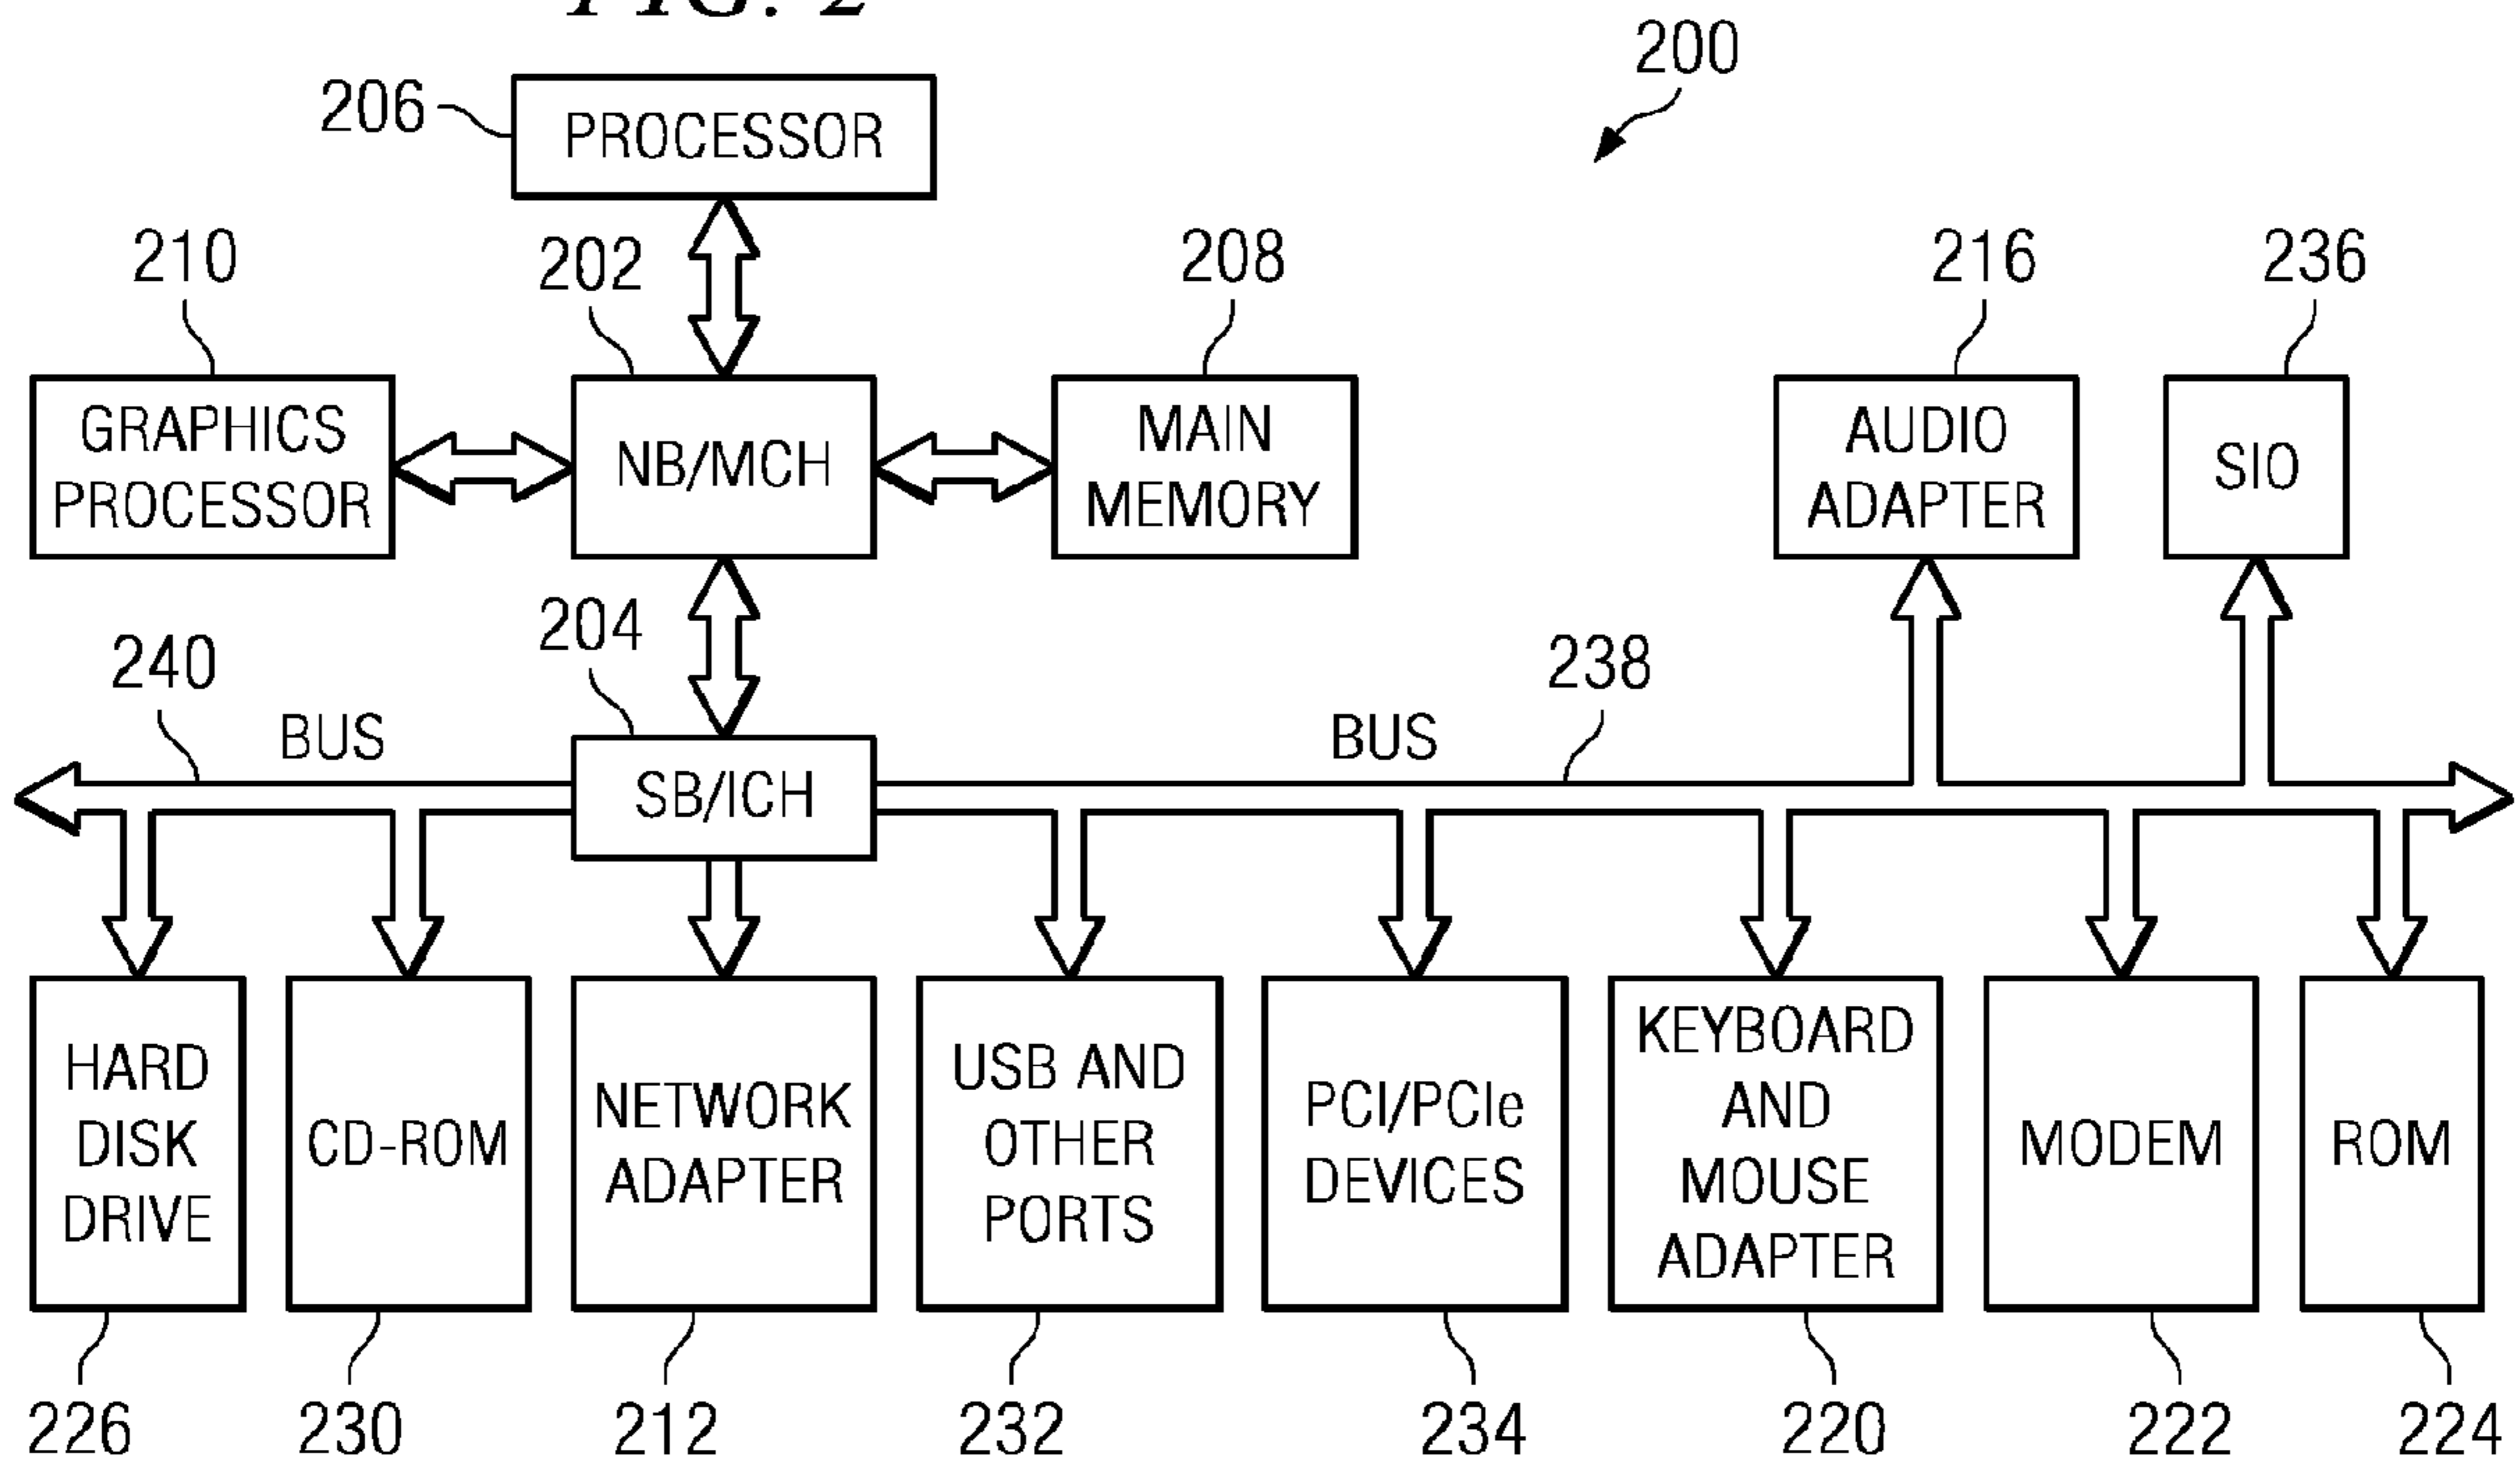 FIG. 2
200
206
PROCESSOR
210
202
208
216
236
GRAPHICS
PROCESSOR
NB/MCH
MAIN
MEMORY
AUDIO
ADAPTER
SIO
204
240
238
BUS
BUS
SB/ICH
HARD
DISK
DRIVE
CD-ROM
NETWORK
ADAPTER
USB AND
OTHER
PORTS
PCI/PCIe
DEVICES
KEYBOARD
AND
MOUSE
ADAPTER
MODEM
ROM
226
230
212
232
234
220
222
224